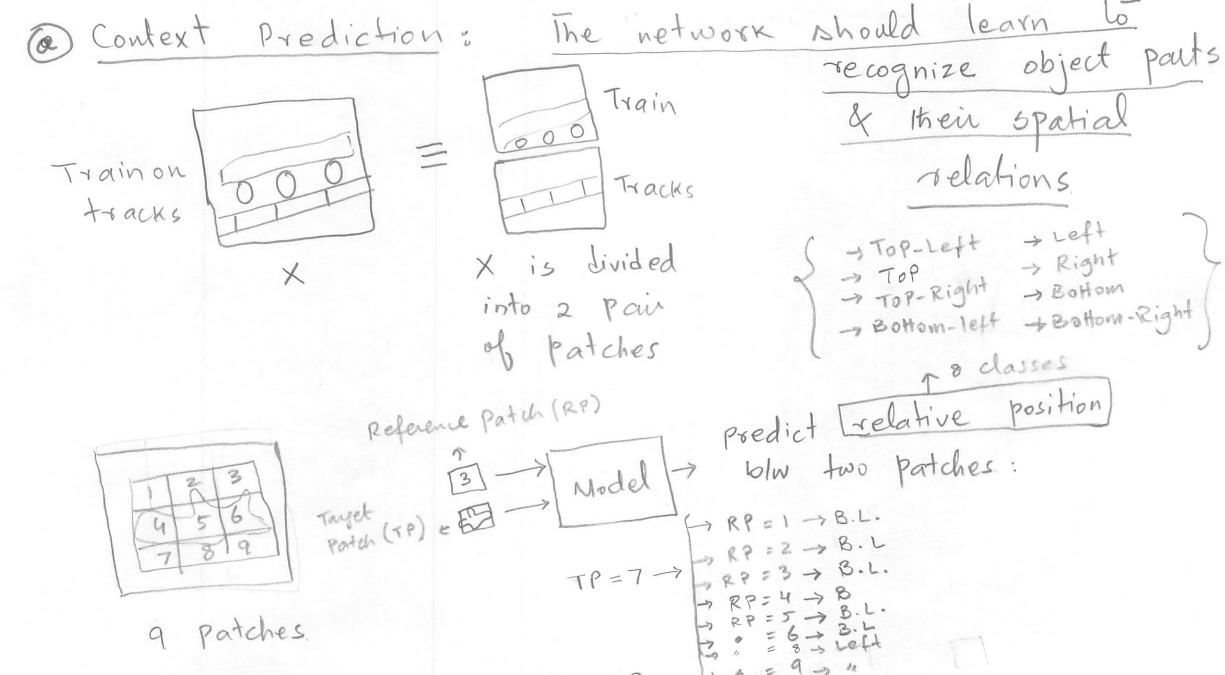 (a) Context Prediction : The network should learn to
recognize object parts
& their spatial
relations
Train on
tracks
X
≡
Train
Tracks
X is divided
into 2 pair
of patches
{ → Top-Left → Left
→ Top → Right
→ Top-Right → Bottom
→ Bottom-left → Bottom-Right }
↑ 8 classes
predict relative position
b/w two patches :
Reference Patch (RP)
↑
3
Target
Patch (TP) ←
→ Model →
1 2 3
4 5 6
7 8 9
9 patches
TP = 7 →
→ RP = 1 → B.L.
→ RP = 2 → B.L
→ RP = 3 → B.L.
→ RP = 4 → B
→ RP = 5 → B.L.
→ " = 6 → B.L
→ " = 8 → Left
→ " = 9 → "